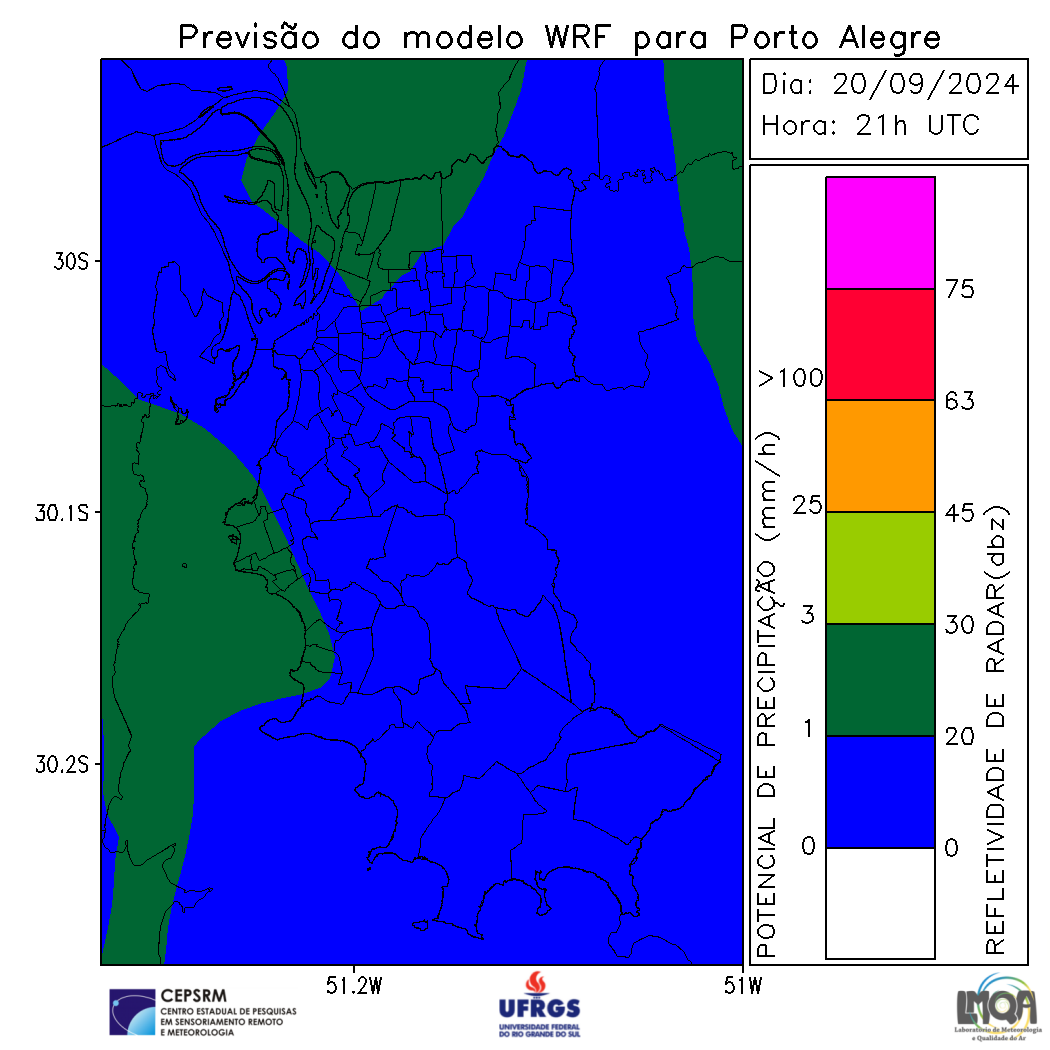 Previsão do modelo WRF para Porto Alegre
Dia: 20/09/2024
Hora: 21h UTC
30S
30.1S
30.2S
51.2W
51W
POTENCIAL DE PRECIPITAÇÃO (mm/h)
>100
25
3
1
0
75
63
45
30
20
0
REFLETIVIDADE DE RADAR(dbz)
CEPSRM
CENTRO ESTADUAL DE PESQUISAS
EM SENSORIAMENTO REMOTO
E METEOROLOGIA
UFRGS
UNIVERSIDADE FEDERAL
DO RIO GRANDE DO SUL
LMQA
Laboratório de Meteorologia
e Qualidade do Ar